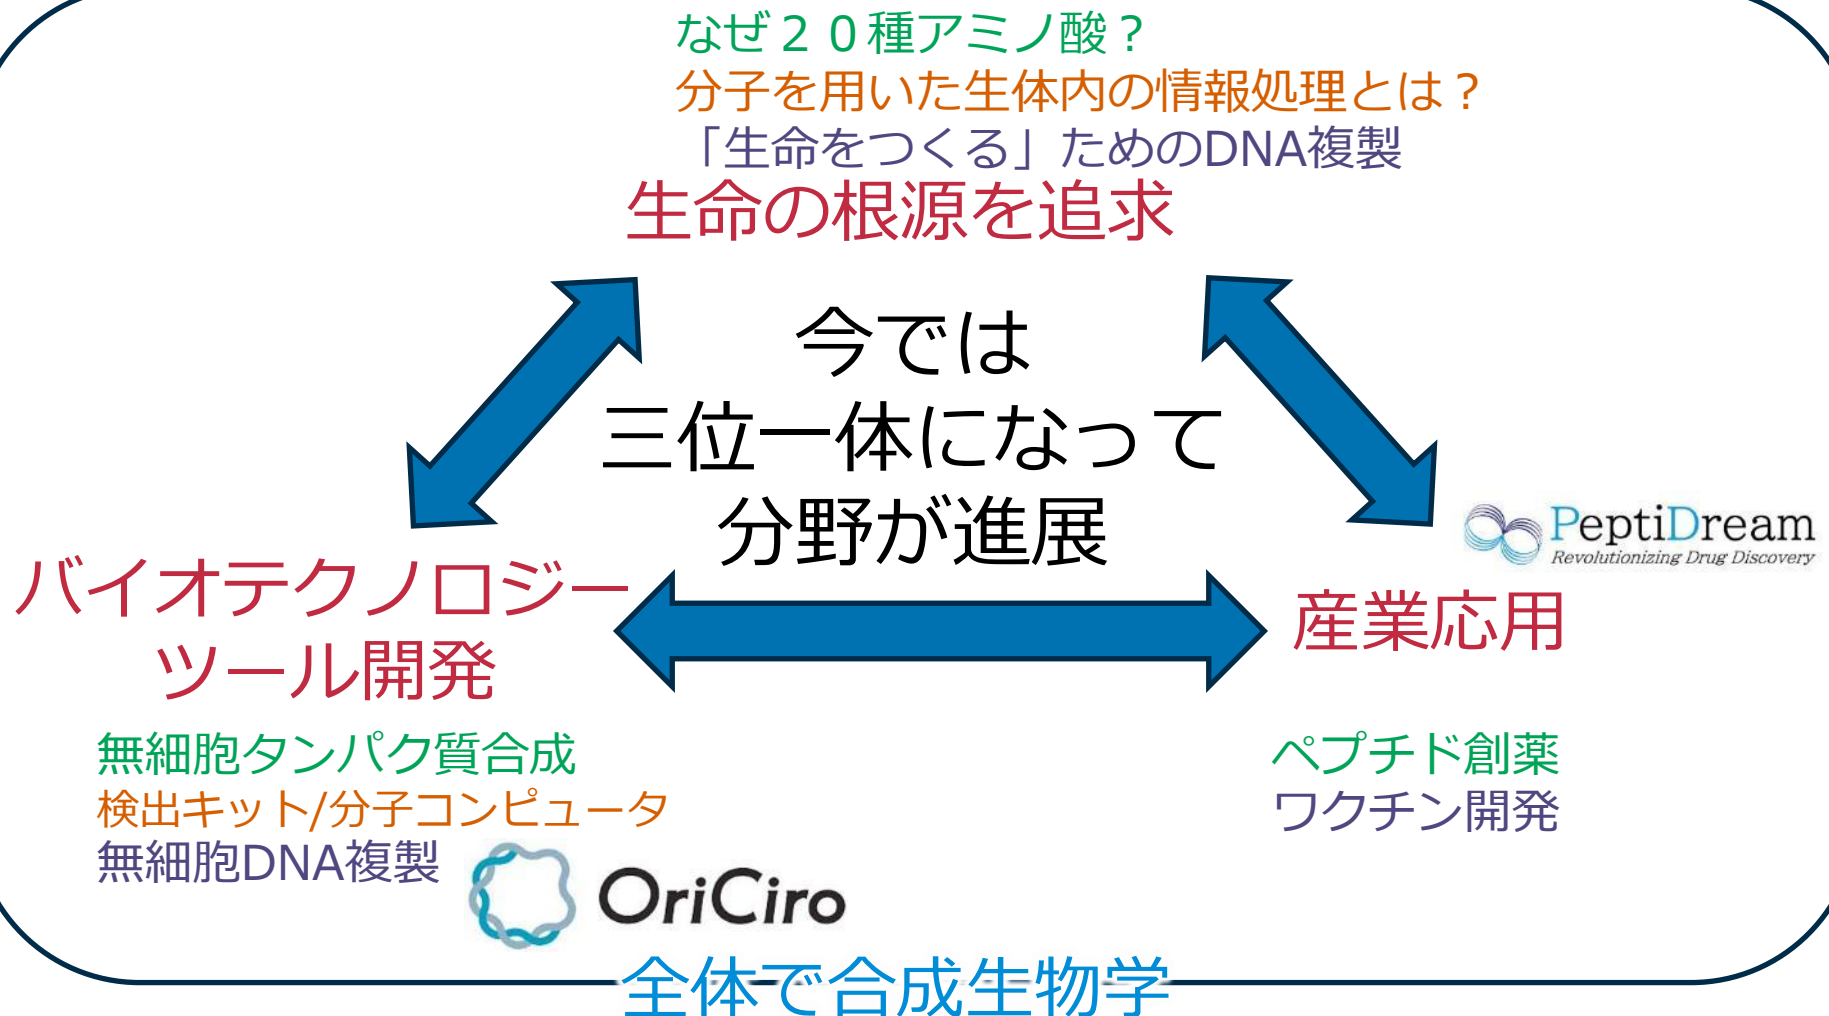 なぜ２０種アミノ酸？
分子を用いた生体内の情報処理とは？
「生命をつくる」ためのDNA複製
生命の根源を追求
今では
三位一体になって
分野が進展
PeptiDream
Revolutionizing Drug Discovery
バイオテクノロジー
ツール開発
産業応用
無細胞タンパク質合成
検出キット/分子コンピュータ
無細胞DNA複製
OriCiro
ペプチド創薬
ワクチン開発
全体で合成生物学